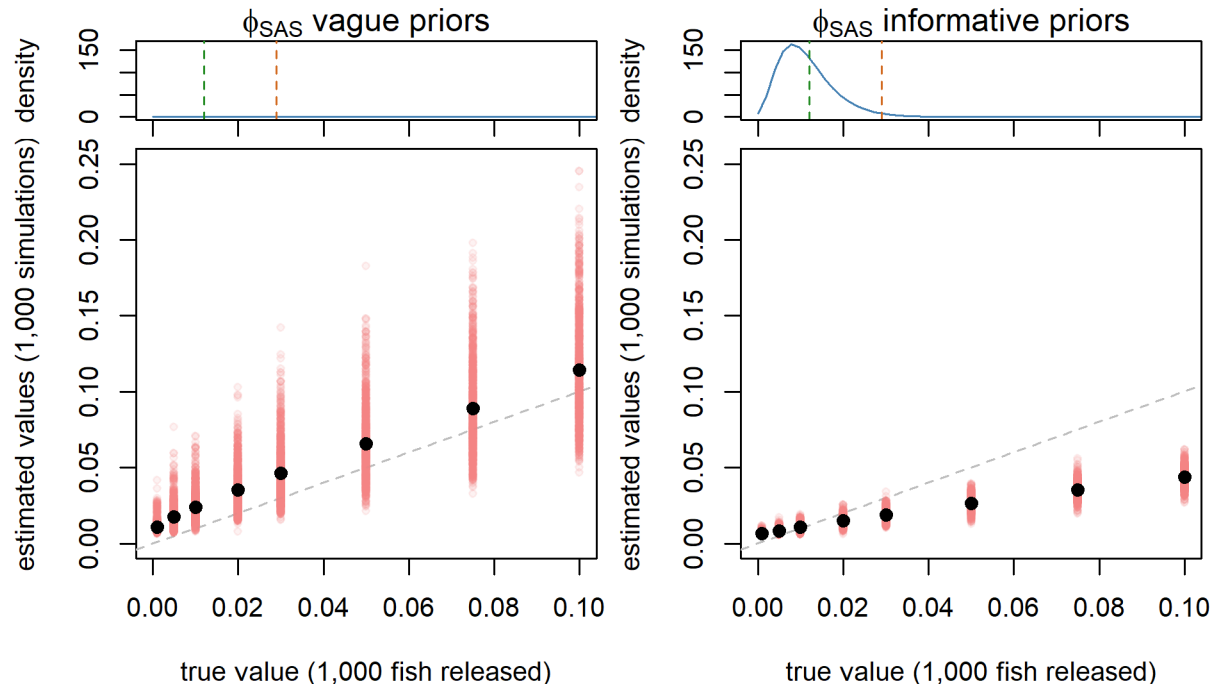 ϕSAS vague priors
density
0
50
150
estimated values (1,000 simulations)
0.00
0.05
0.10
0.15
0.20
0.25
0.00 0.02 0.04 0.06 0.08 0.10
true value (1,000 fish released)
ϕSAS informative priors
density
0
50
150
estimated values (1,000 simulations)
0.00
0.05
0.10
0.15
0.20
0.25
0.00 0.02 0.04 0.06 0.08 0.10
true value (1,000 fish released)